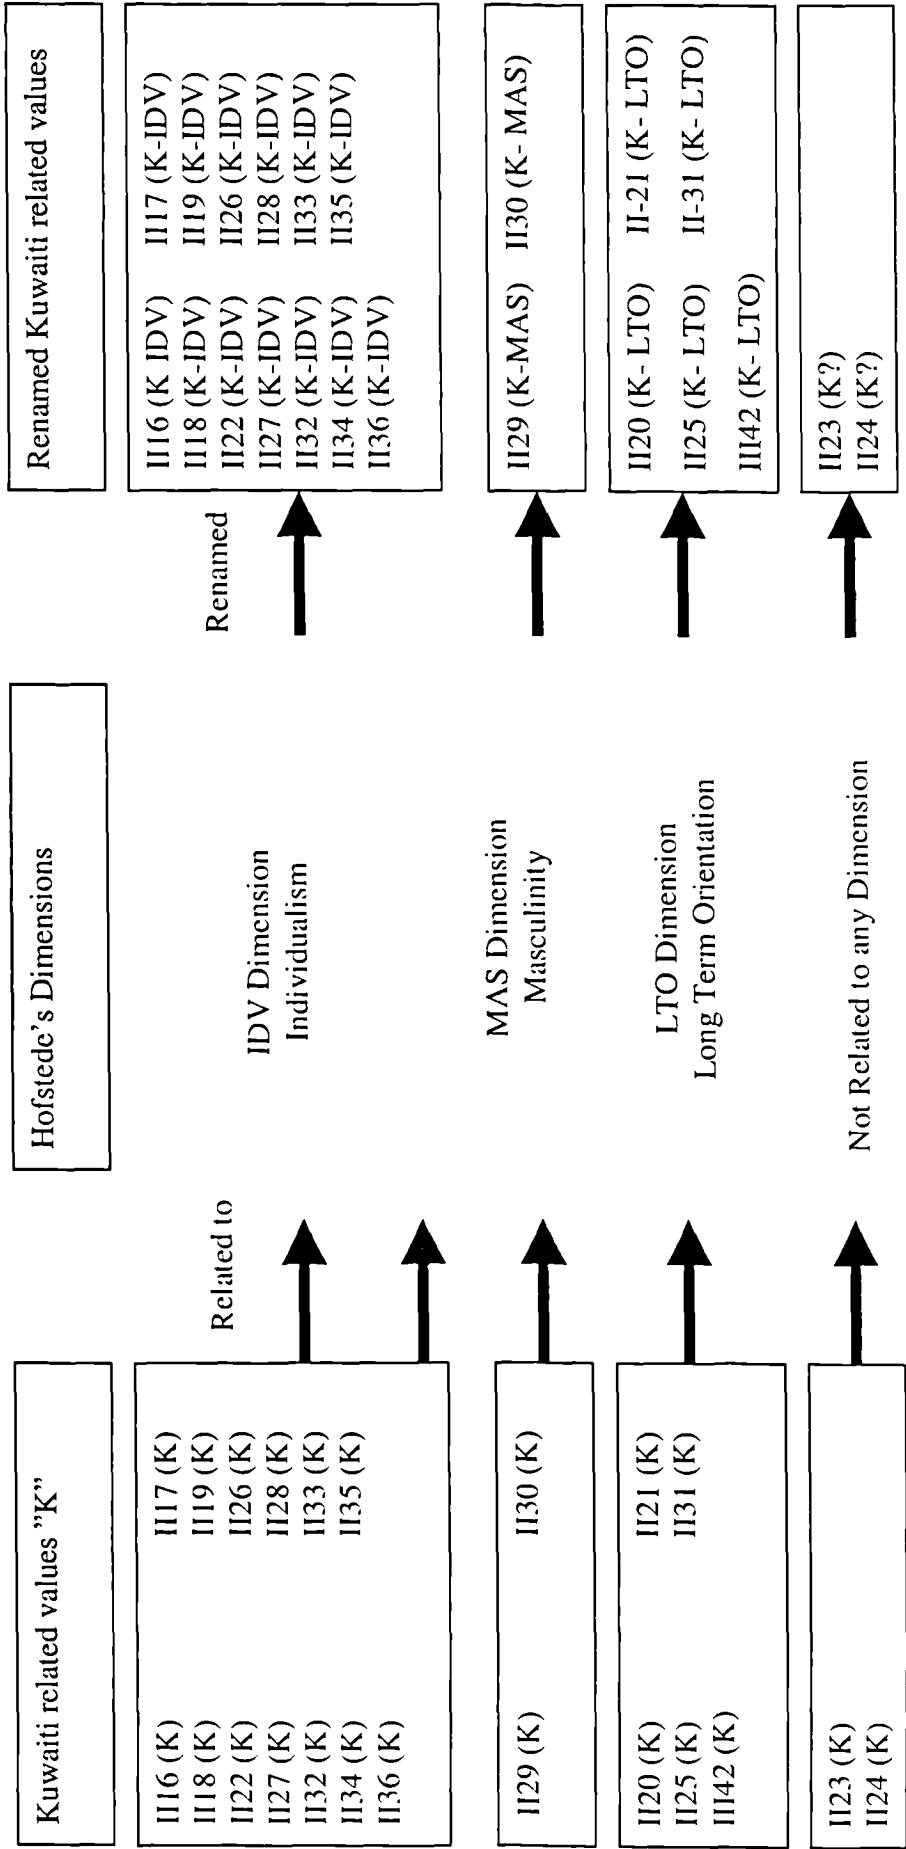 Kuwaiti related values "K"
II16 (K) II17 (K)
II18 (K) II19 (K)
II22 (K) II26 (K)
II27 (K) II28 (K)
II32 (K) II33 (K)
II34 (K) II35 (K)
II36 (K)
II29 (K) II30 (K)
II20 (K) II21 (K)
II25 (K) II31 (K)
III42 (K)
II23 (K)
II24 (K)
Related to
Hofstede's Dimensions
IDV Dimension
Individualism
MAS Dimension
Masculinity
LTO Dimension
Long Term Orientation
Not Related to any Dimension
Renamed
Renamed Kuwaiti related values
II16 (K-IDV) II17 (K-IDV)
II18 (K-IDV) II19 (K-IDV)
II22 (K-IDV) II26 (K-IDV)
II27 (K-IDV) II28 (K-IDV)
II32 (K-IDV) II33 (K-IDV)
II34 (K-IDV) II35 (K-IDV)
II36 (K-IDV)
II29 (K-MAS) II30 (K- MAS)
II20 (K- LTO) II-21 (K- LTO)
II25 (K- LTO) II-31 (K- LTO)
III42 (K- LTO)
II23 (K?)
II24 (K?)